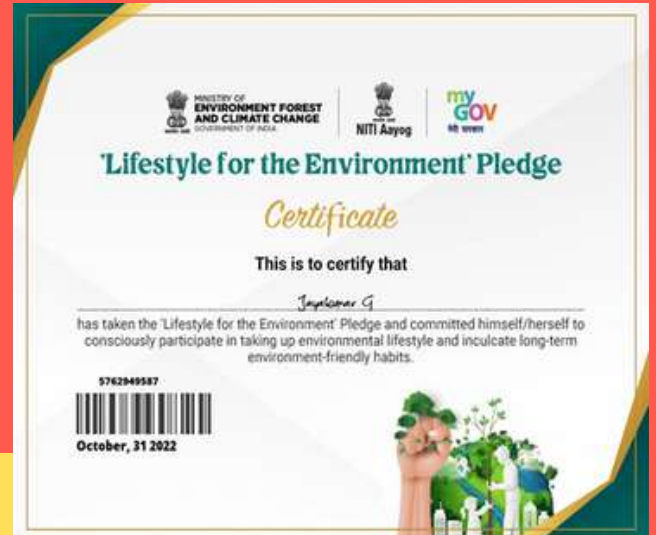 MINISTRY OF
ENVIRONMENT FOREST
AND CLIMATE CHANGE
GOVERNMENT OF INDIA
NITI Aayog
my
GOV
मेरी सरकार
'Lifestyle for the Environment' Pledge
Certificate
This is to certify that
Jayakumar G
has taken the 'Lifestyle for the Environment' Pledge and committed himself/herself to
consciously participate in taking up environmental lifestyle and inculcate long-term
environment-friendly habits.
5762949587
October, 31 2022